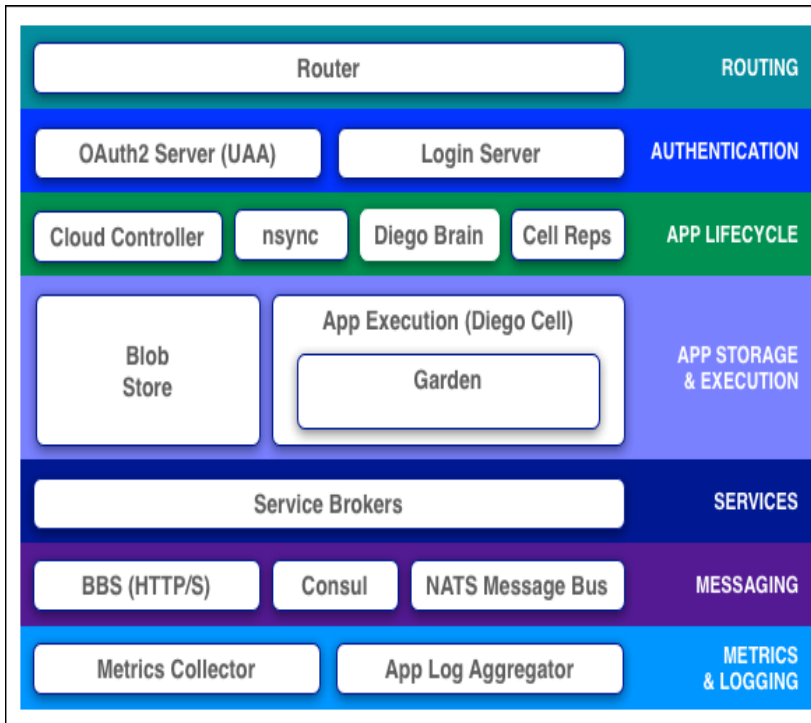 Router
ROUTING
OAuth2 Server (UAA)
Login Server
AUTHENTICATION
Cloud Controller
nsync
Diego Brain
Cell Reps
APP LIFECYCLE
Blob
Store
App Execution (Diego Cell)
Garden
APP STORAGE
& EXECUTION
Service Brokers
SERVICES
BBS (HTTP/S)
Consul
NATS Message Bus
MESSAGING
Metrics Collector
App Log Aggregator
METRICS
& LOGGING